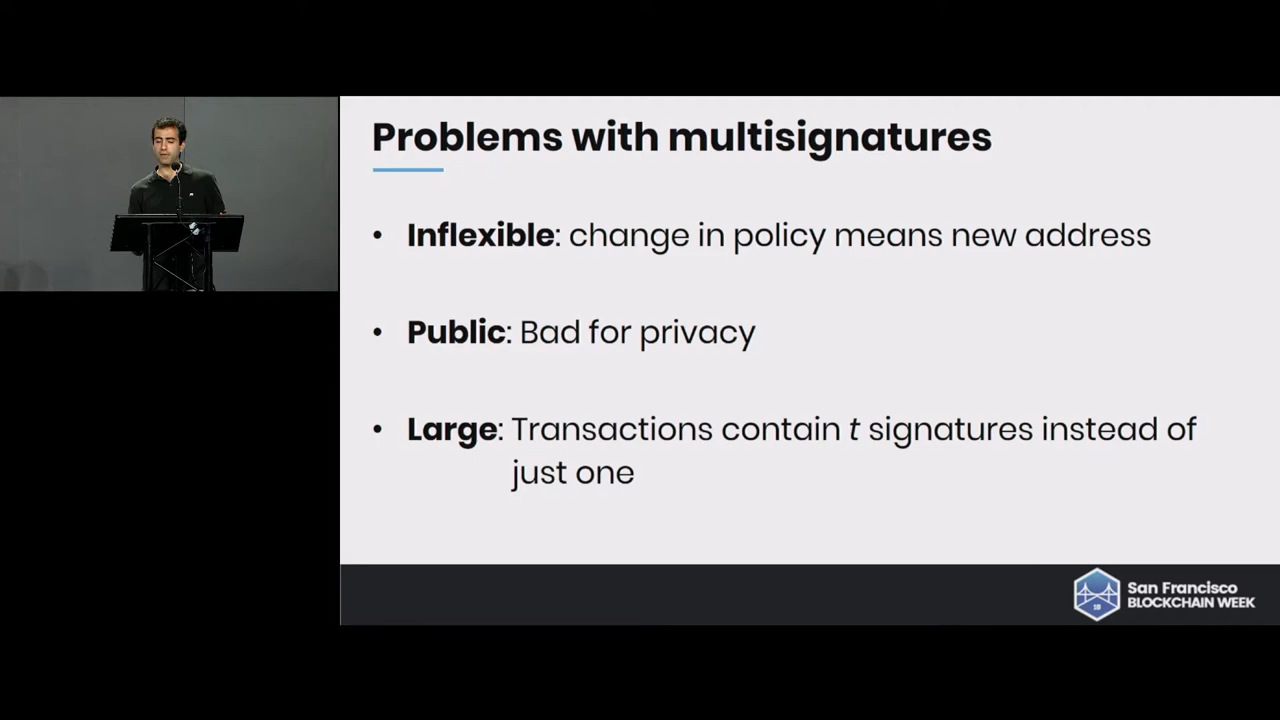 Problems with multisignatures
• Inflexible: change in policy means new address
• Public: Bad for privacy
• Large: Transactions contain t signatures instead of
just one
18
San Francisco
BLOCKCHAIN WEEK